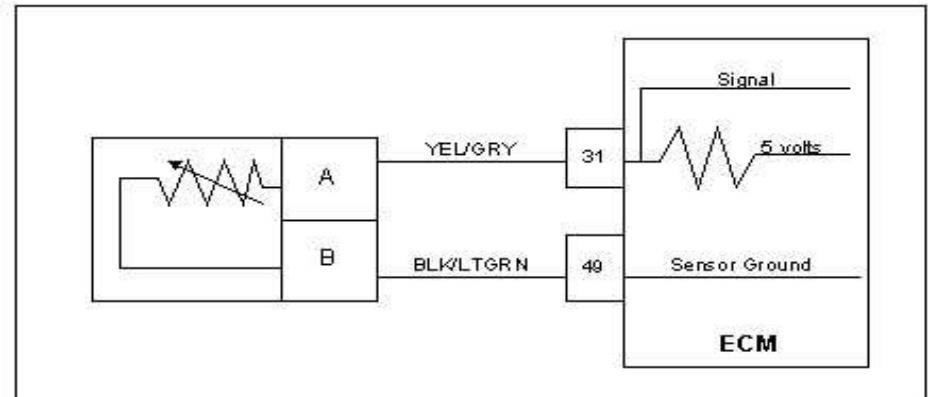 Signal
YEL/GRY
31
5 volts
A
B
BLK/LTGRN
49
Sensor Ground
ECM